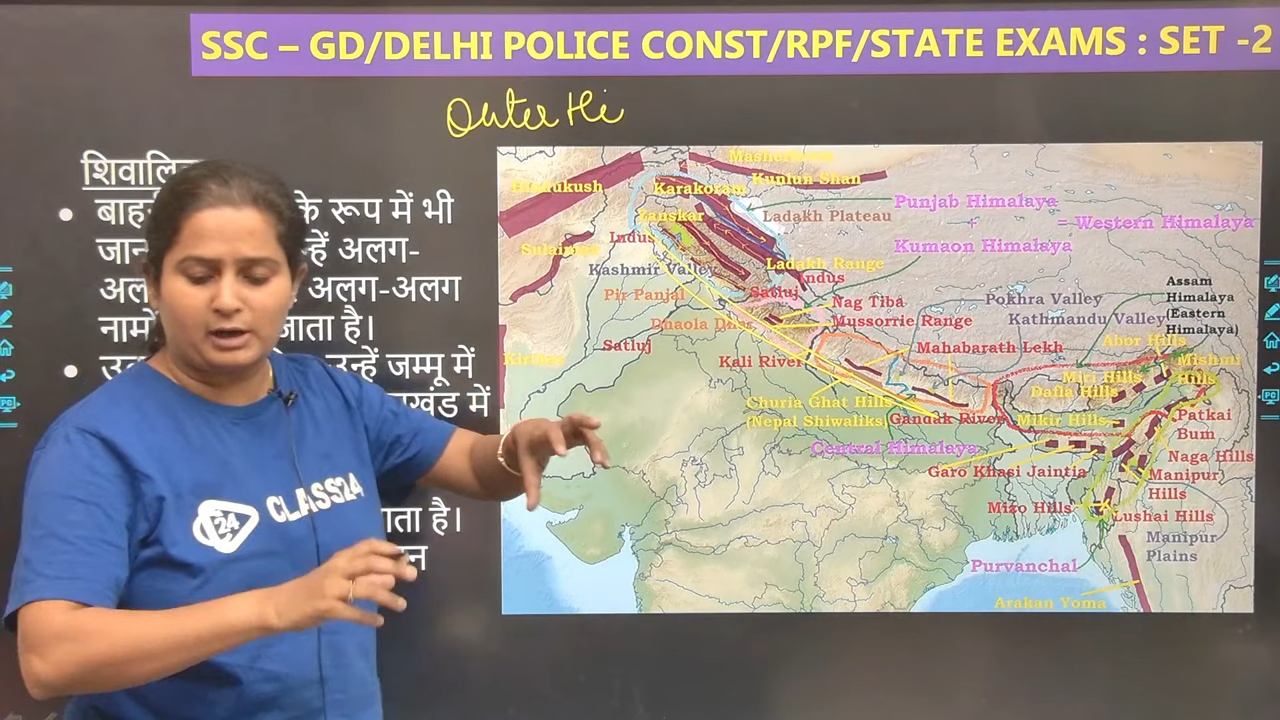 SSC – GD/DELHI POLICE CONST/RPF/STATE EXAMS : SET -2
Outer Hi
के रूप में भी
अलग-
अलग-अलग
जाता है।
उन्हें जम्मू में
में
है।
CLASS24
24
Hindukush
Karakoram
Kunlun Shan
Zanskar
Ladakh Plateau
Punjab Himalaya
+
= Western Himalaya
Kumaon Himalaya
Indus
Sulaiman
Kashmir Valley
Ladakh Range
Indus
Satluj
Pir Panjal
Nag Tiba
Mussorrie Range
Pokhra Valley
Kathmandu Valley
Assam
Himalaya
(Eastern
Himalaya)
Dhaola Dhar
Satluj
Kirthar
Kali River
Mahabarath Lekh
Abor Hills
Mishmi
Hills
Miri Hills
Dafla Hills
Churia Ghat Hills
(Nepal Shiwaliks)
Gandak River
Mikir Hills
Patkai
Bum
Central Himalaya
Naga Hills
Garo Khasi Jaintia
Manipur
Hills
Mizo Hills
Lushai Hills
Manipur
Plains
Purvanchal
Arakan Yoma